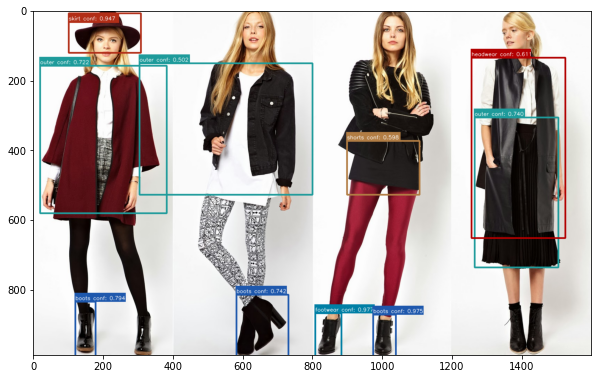 skirt conf: 0.947
outer conf: 0.722
outer conf: 0.502
headwear conf: 0.611
outer conf: 0.740
shorts conf: 0.598
boots conf: 0.794
boots conf: 0.742
footwear conf: 0.977
boots conf: 0.975
0
200
400
600
800
0
200
400
600
800
1000
1200
1400